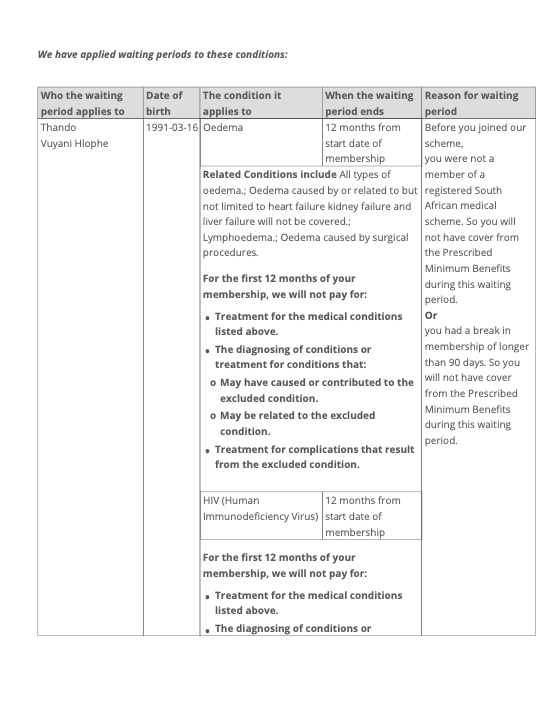 We have applied waiting periods to these conditions:
Who the waiting period applies to
Date of birth
The condition it applies to
When the waiting period ends
Reason for waiting period
Thando
Vuyani Hlophe
1991-03-16
Oedema
12 months from
start date of
membership
Related Conditions include All types of
oedema.; Oedema caused by or related to but
not limited to heart failure kidney failure and
liver failure will not be covered.;
Lymphoedema.; Oedema caused by surgical
procedures.
For the first 12 months of your
membership, we will not pay for:
• Treatment for the medical conditions
listed above.
• The diagnosing of conditions or
treatment for conditions that:
o May have caused or contributed to the
excluded condition.
o May be related to the excluded
condition.
• Treatment for complications that result
from the excluded condition.
HIV (Human
Immunodeficiency Virus)
12 months from
start date of
membership
For the first 12 months of your
membership, we will not pay for:
• Treatment for the medical conditions
listed above.
• The diagnosing of conditions or
Before you joined our
scheme,
you were not a
member of a
registered South
African medical
scheme. So you will
not have cover from
the Prescribed
Minimum Benefits
during this waiting
period.
Or
you had a break in
membership of longer
than 90 days. So you
will not have cover
from the Prescribed
Minimum Benefits
during this waiting
period.